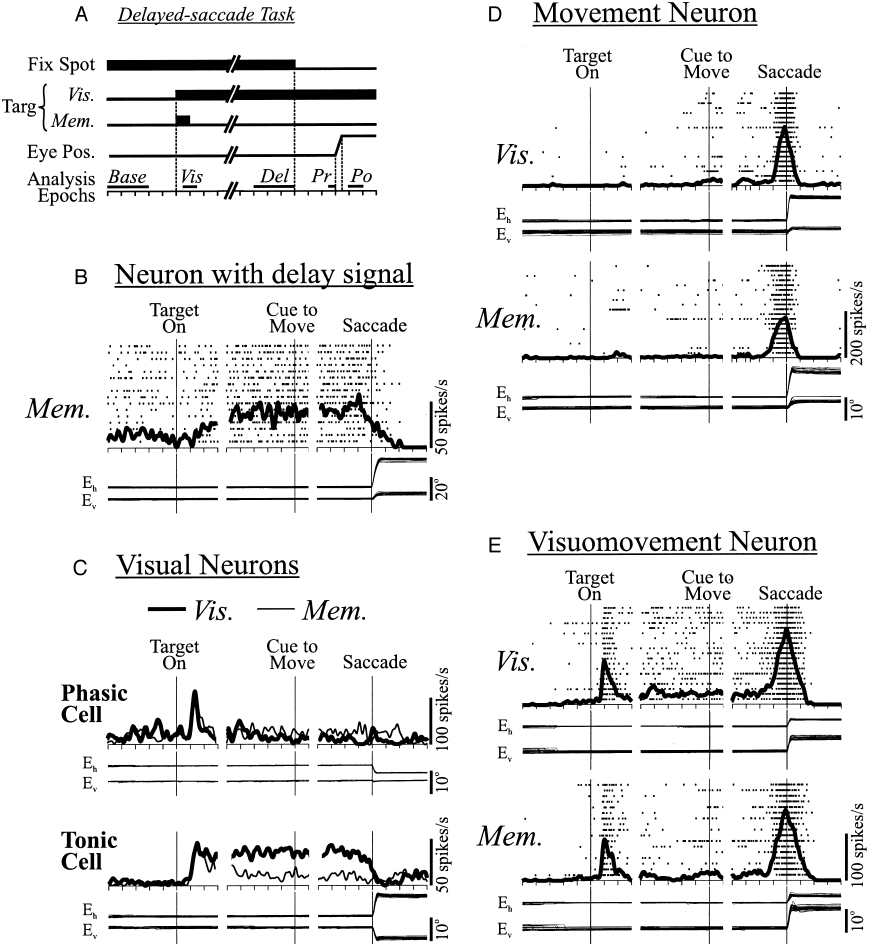 A Delayed-saccade Task
Fix Spot
Targ
Vis.
Mem.
Eye Pos.
Analysis Epochs
Base Vis Del Pr Po
B Neuron with delay signal
Target On
Cue to Move
Saccade
Mem.
50 spikes/s
Eh
Ev
20°
C Visual Neurons
Vis. Mem.
Target On
Cue to Move
Saccade
Phasic Cell
100 spikes/s
Eh
Ev
10°
Tonic Cell
50 spikes/s
Eh
Ev
10°
D Movement Neuron
Target On
Cue to Move
Saccade
Vis.
Eh
Ev
Mem.
200 spikes/s
Eh
Ev
10°
E Visuomovement Neuron
Target On
Cue to Move
Saccade
Vis.
Eh
Ev
Mem.
100 spikes/s
Eh
Ev
10°